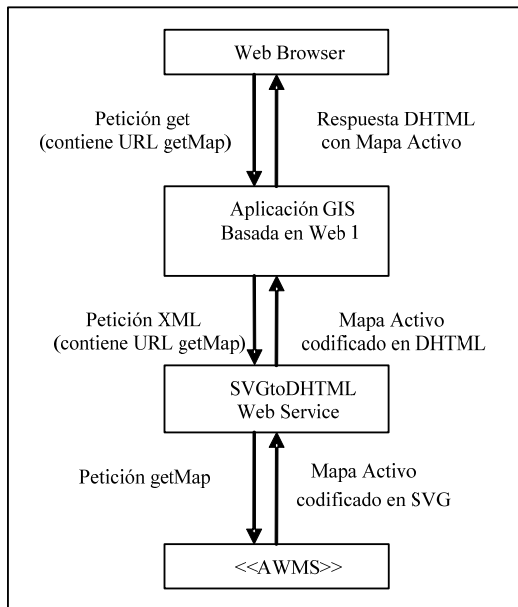 Web Browser
Petición get
(contiene URL getMap)
Respuesta DHTML
con Mapa Activo
Aplicación GIS
Basada en Web 1
Petición XML
(contiene URL getMap)
Mapa Activo
codificado en DHTML
SVGtoDHTML
Web Service
Petición getMap
Mapa Activo
codificado en SVG
<<AWMS>>